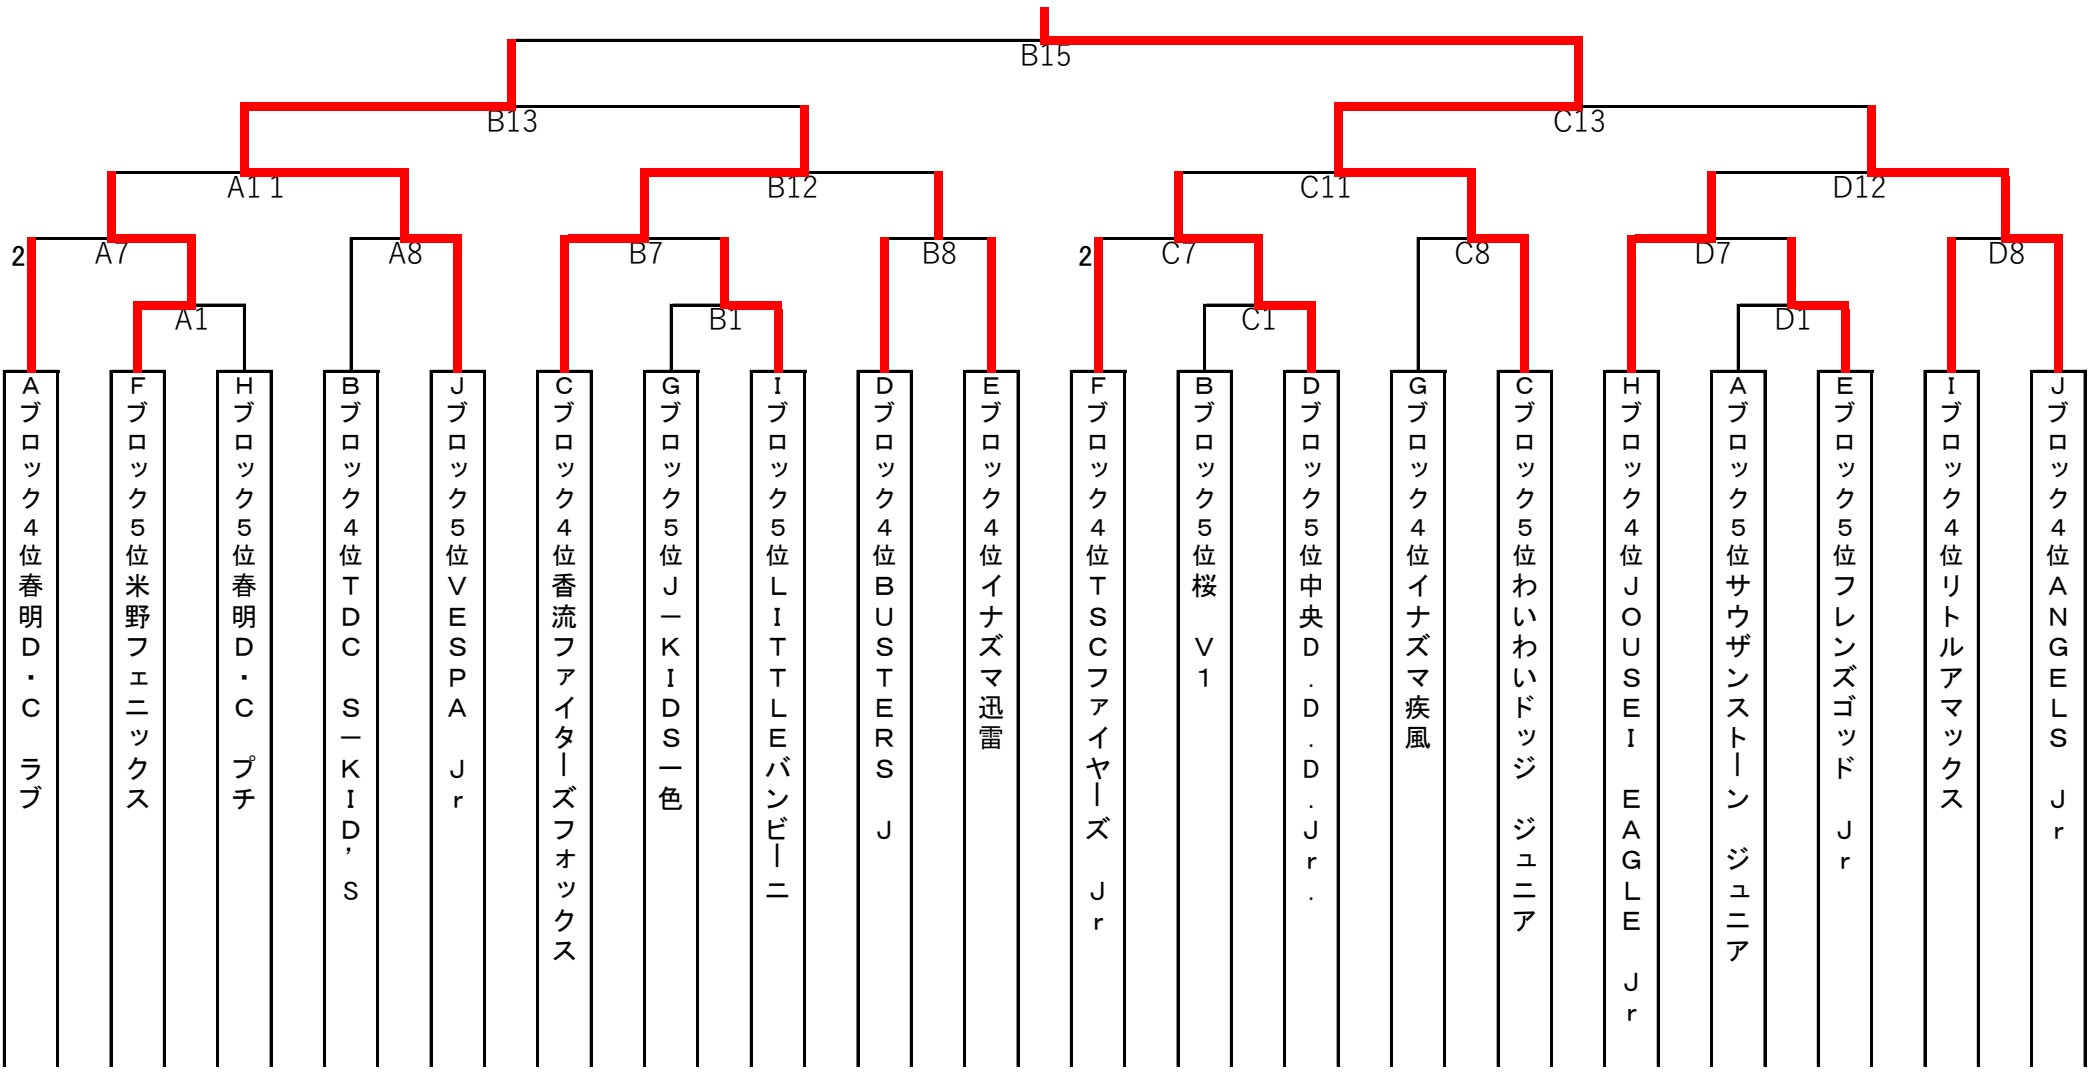 B15
B13
C13
A11
B12
C11
D12
2
A7
A8
B7
B8
2
C7
C8
D7
D8
A1
B1
C1
D1
Aブロック4位春明D・C ラブ
Fブロック5位米野フェニックス
Hブロック5位春明D・C プチ
Bブロック4位TDC S－KID’S
Jブロック5位VESPA Jr
Cブロック4位香流ファイターズフォックス
Gブロック5位J－KIDS一色
Iブロック5位LITTLEバンビーニ
Dブロック4位BUSTERS J
Eブロック4位イナズマ迅雷
Fブロック4位TSCファイヤーズ Jr
Bブロック5位桜 V1
Dブロック5位中央D.D.D.Jr.
Gブロック4位イナズマ疾風
Cブロック5位わいわいドッジ ジュニア
Hブロック4位JOUSEI EAGLE Jr
Aブロック5位サウザンストーン ジュニア
Eブロック5位フレンズゴッド Jr
Iブロック4位リトルアマックス
Jブロック4位ANGELS Jr